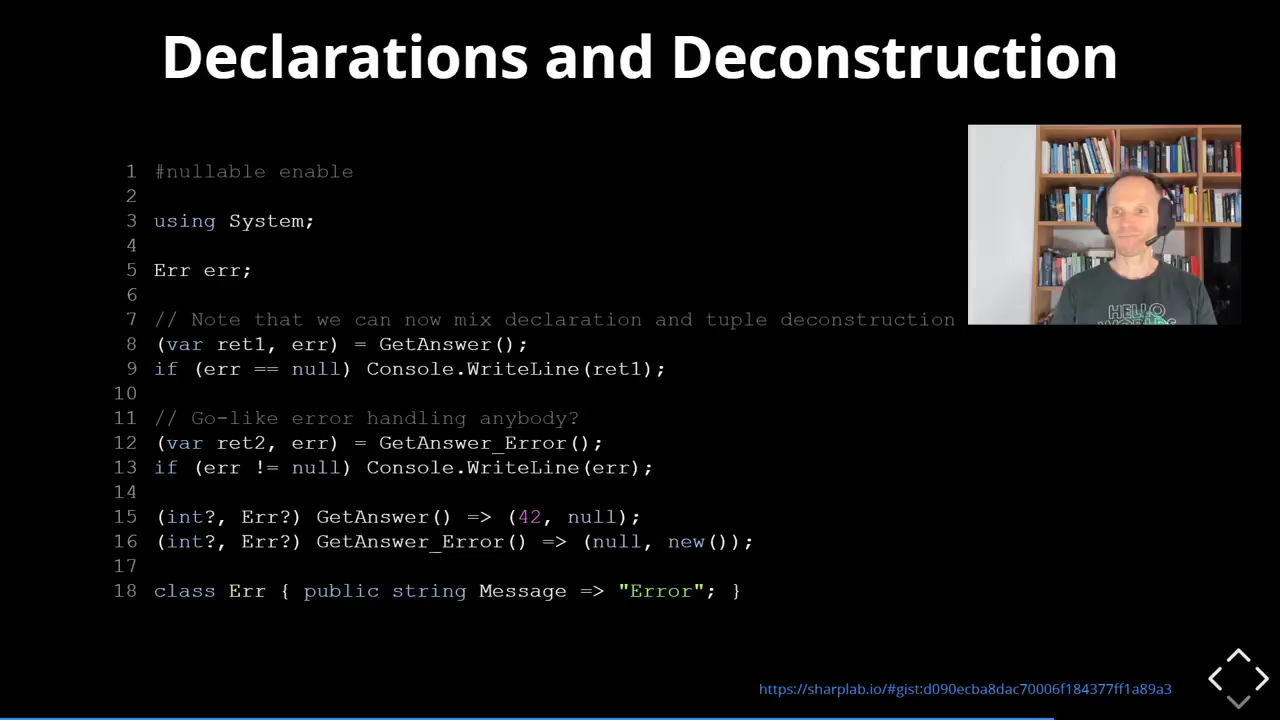 Declarations and Deconstruction
1 #nullable enable
2
3 using System;
4
5 Err err;
6
7 // Note that we can now mix declaration and tuple deconstruction
8 (var ret1, err) = GetAnswer();
9 if (err == null) Console.WriteLine(ret1);
10
11 // Go-like error handling anybody?
12 (var ret2, err) = GetAnswer_Error();
13 if (err != null) Console.WriteLine(err);
14
15 (int?, Err?) GetAnswer() => (42, null);
16 (int?, Err?) GetAnswer_Error() => (null, new());
17
18 class Err { public string Message => "Error"; }
HELLO
https://sharplab.io/#gist:d090ecba8dac70006f184377ff1a89a3